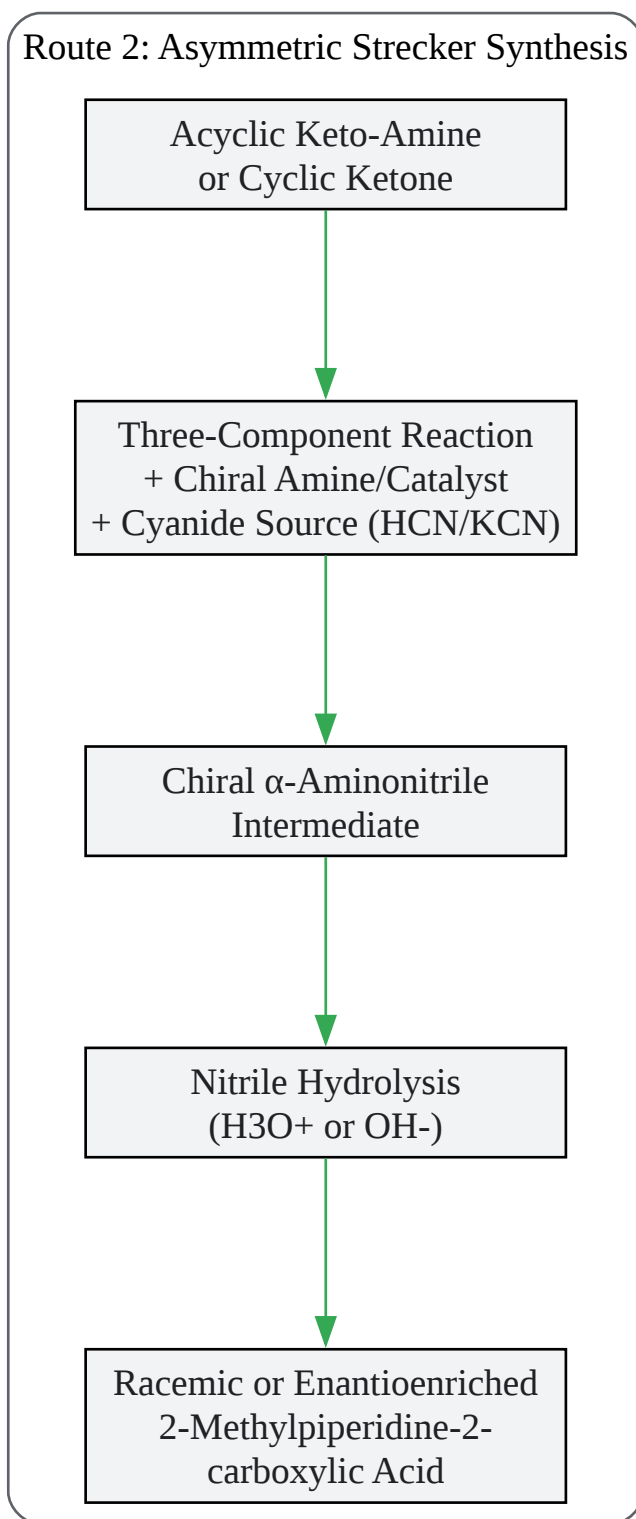 Route 2: Asymmetric Strecker Synthesis
Acyclic Keto-Amine
or Cyclic Ketone
Three-Component Reaction
+ Chiral Amine/Catalyst
+ Cyanide Source (HCN/KCN)
Chiral α-Aminonitrile
Intermediate
Nitrile Hydrolysis
(H3O+ or OH-)
Racemic or Enantioenriched
2-Methylpiperidine-2-
carboxylic Acid